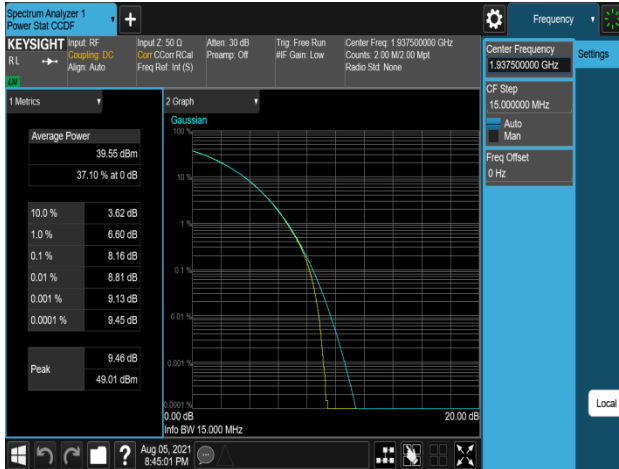 Spectrum Analyzer 1
Power Stat CCDF
Frequency
KEYSIGHT
Input: RF
Input Z: 50 Ω
Atten: 30 dB
Trig: Free Run
Center Freq: 1.937500000 GHz
RL
Coupling: DC
Corr CCorr RCal
Preamp: Off
#IF Gain: Low
Counts: 2.00 M/2.00 Mpt
Align: Auto
Freq Ref: Int (S)
Radio Std: None
Center Frequency
1.937500000 GHz
Settings
CF Step
15.000000 MHz
Auto
Man
Freq Offset
0 Hz
1 Metrics
2 Graph
Average Power
39.55 dBm
37.10 % at 0 dB
10.0 % 3.62 dB
1.0 % 6.60 dB
0.1 % 8.16 dB
0.01 % 8.81 dB
0.001 % 9.13 dB
0.0001 % 9.45 dB
Peak
9.46 dB
49.01 dBm
Gaussian
100 %
10 %
1 %
0.1 %
0.01 %
0.001 %
0.0001 %
0.00 dB
20.00 dB
Info BW 15.000 MHz
Local
Aug 05, 2021
8:45:01 PM